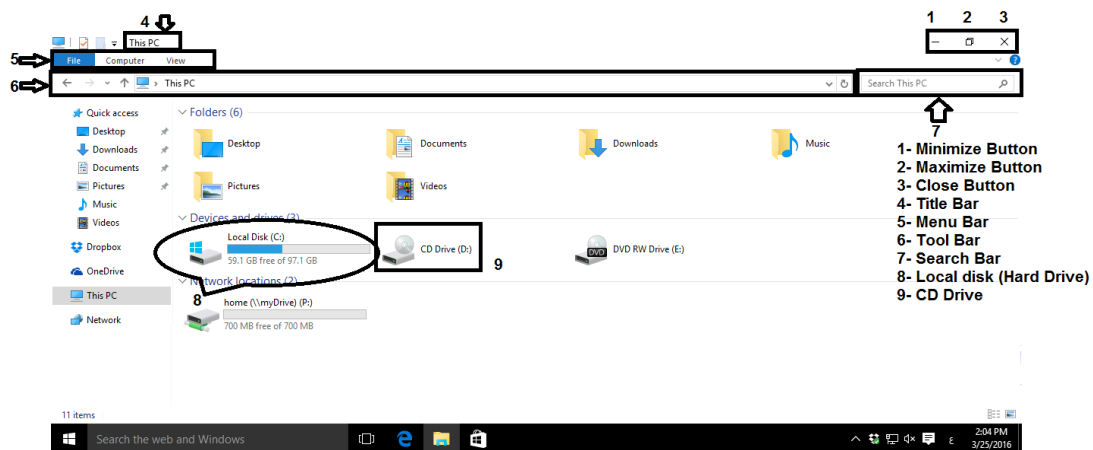 1 2 3
4
This PC
5
File Computer View
6
This PC
Search This PC
7
Quick access
Desktop
Downloads
Documents
Pictures
Music
Videos
Dropbox
OneDrive
This PC
Network
Folders (6)
Desktop
Documents
Downloads
Music
Pictures
Videos
Devices and drives (3)
Local Disk (C:)
59.1 GB free of 97.1 GB
CD Drive (D:)
9
DVD
DVD RW Drive (E:)
Network locations (2)
8
home (\\myDrive) (P:)
700 MB free of 700 MB
1- Minimize Button
2- Maximize Button
3- Close Button
4- Title Bar
5- Menu Bar
6- Tool Bar
7- Search Bar
8- Local disk (Hard Drive)
9- CD Drive
11 items
Search the web and Windows
ع
2:04 PM
3/25/2016